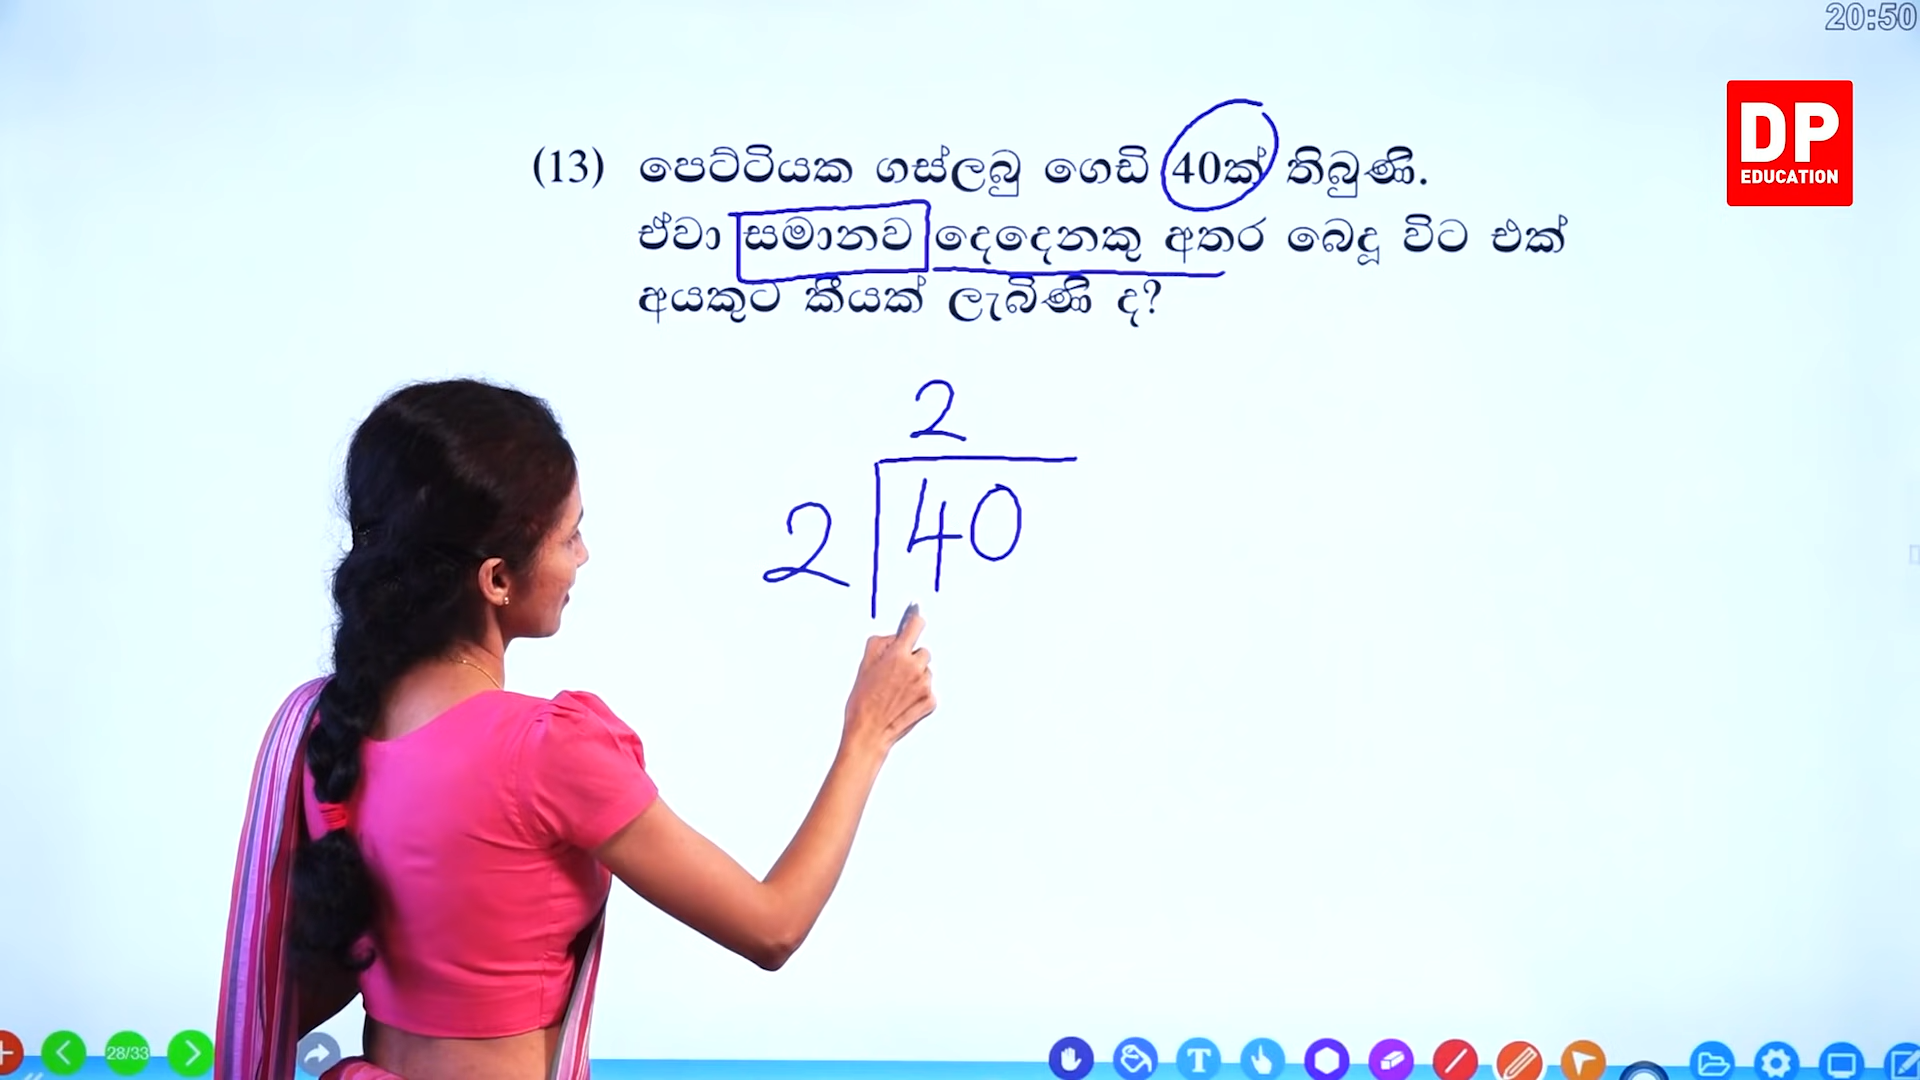 20:50
DP
EDUCATION
(13) පෙට්ටියක ගස්ලබු ගෙඩි 40ක් තිබුණි.
ඒවා සමානව දෙදෙනකු අතර බෙදූ විට එක්
අයකුට කීයක් ලැබිණි ද?
2
2 40
28/33
T